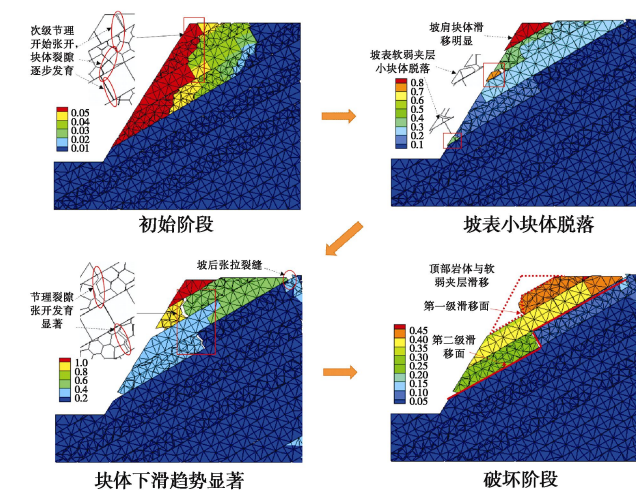 次级节理
开始张开,
块体裂隙
逐步发育
0.05
0.04
0.03
0.02
0.01
初始阶段
坡肩块体滑
移明显
坡表软弱夹层
小块体脱落
0.8
0.7
0.6
0.5
0.4
0.3
0.2
0.1
坡表小块体脱落
坡后张拉裂缝
节理裂隙
张开发育
显著
1.0
0.8
0.6
0.4
0.2
块体下滑趋势显著
顶部岩体与软
弱夹层滑移
第一级滑移面
第二级滑
移面
0.45
0.40
0.35
0.30
0.25
0.20
0.15
0.10
0.05
破坏阶段